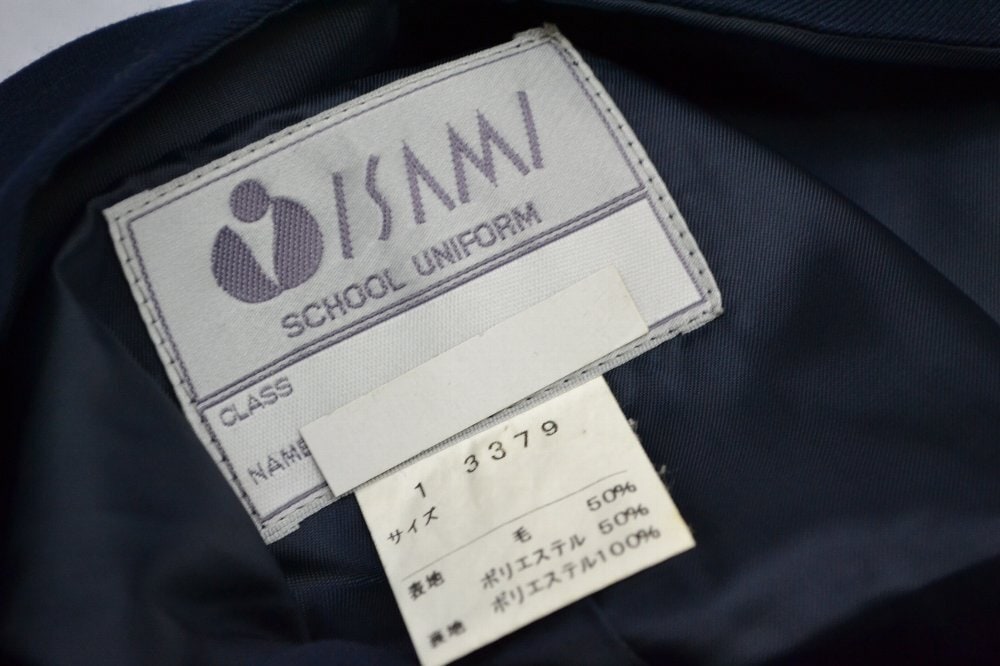 ISAMI
SCHOOL UNIFORM
CLASS
NAME
1 3379
サイズ
表地 毛 50%
ポリエステル 50%
裏地 ポリエステル100%